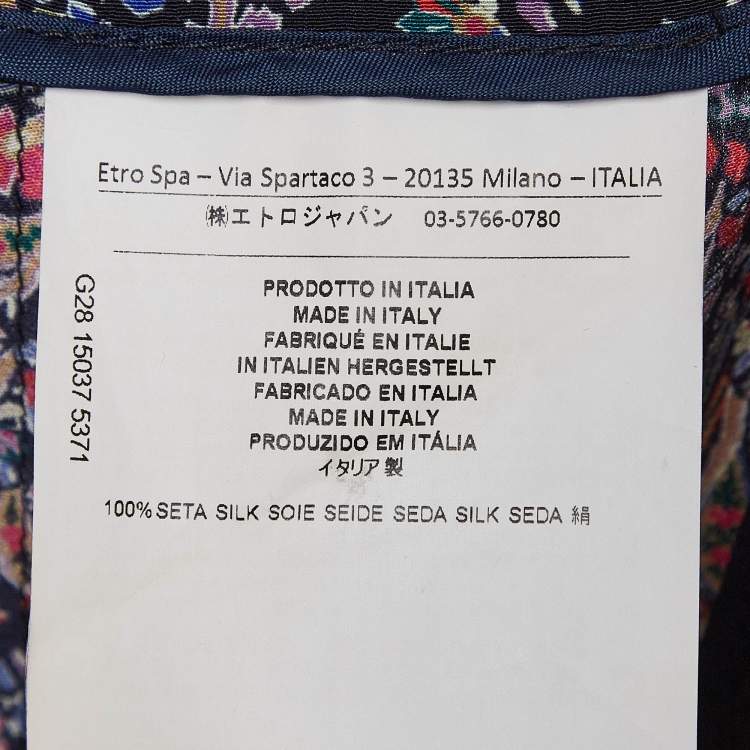 Etro Spa – Via Spartaco 3 – 20135 Milano – ITALIA
㈱エトロジャパン 03-5766-0780
G28 15037 5371
PRODOTTO IN ITALIA
MADE IN ITALY
FABRIQUÉ EN ITALIE
IN ITALIEN HERGESTELLT
FABRICADO EN ITALIA
MADE IN ITALY
PRODUZIDO EM ITÁLIA
イタリア製
100% SETA SILK SOIE SEIDE SEDA SILK SEDA 絹